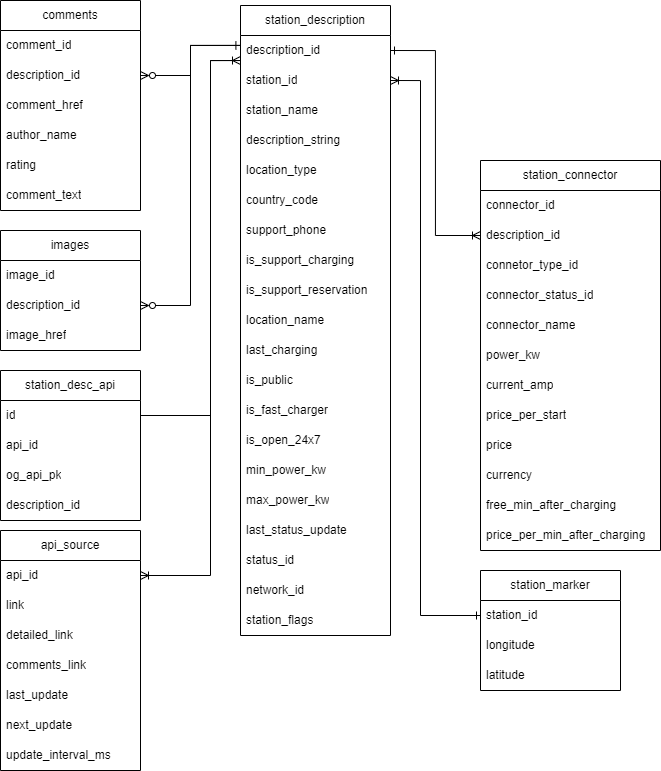 comments
comment_id
description_id
comment_href
author_name
rating
comment_text
images
image_id
description_id
image_href
station_desc_api
id
api_id
og_api_pk
description_id
api_source
api_id
link
detailed_link
comments_link
last_update
next_update
update_interval_ms
station_description
description_id
station_id
station_name
description_string
location_type
country_code
support_phone
is_support_charging
is_support_reservation
location_name
last_charging
is_public
is_fast_charger
is_open_24x7
min_power_kw
max_power_kw
last_status_update
status_id
network_id
station_flags
station_connector
connector_id
description_id
connetor_type_id
connector_status_id
connector_name
power_kw
current_amp
price_per_start
price
currency
free_min_after_charging
price_per_min_after_charging
station_marker
station_id
longitude
latitude